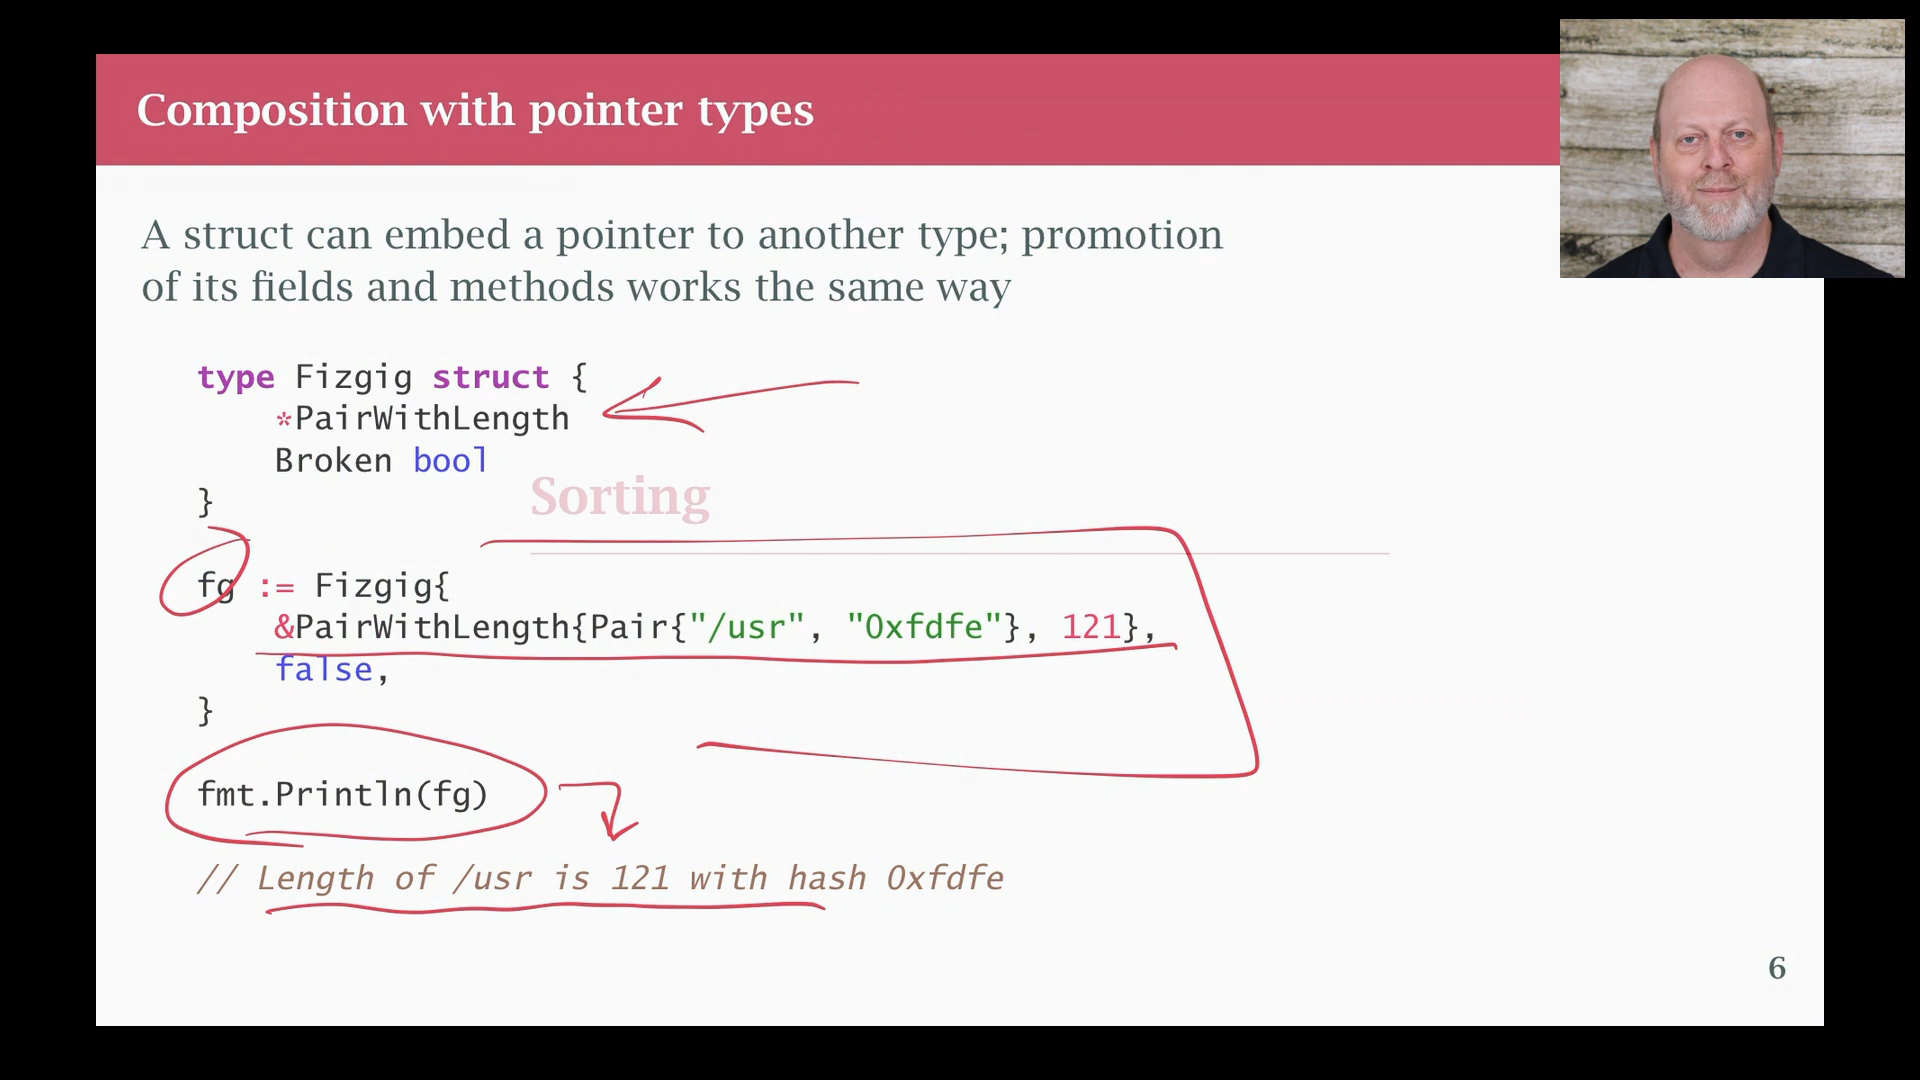 Composition with pointer types
A struct can embed a pointer to another type; promotion
of its fields and methods works the same way
type Fizgig struct {
    *PairWithLength
    Broken bool
}
Sorting
fg := Fizgig{
    &PairWithLength{Pair{"/usr", "0xfdfe"}, 121},
    false,
}
fmt.Println(fg)
// Length of /usr is 121 with hash 0xfdfe
6